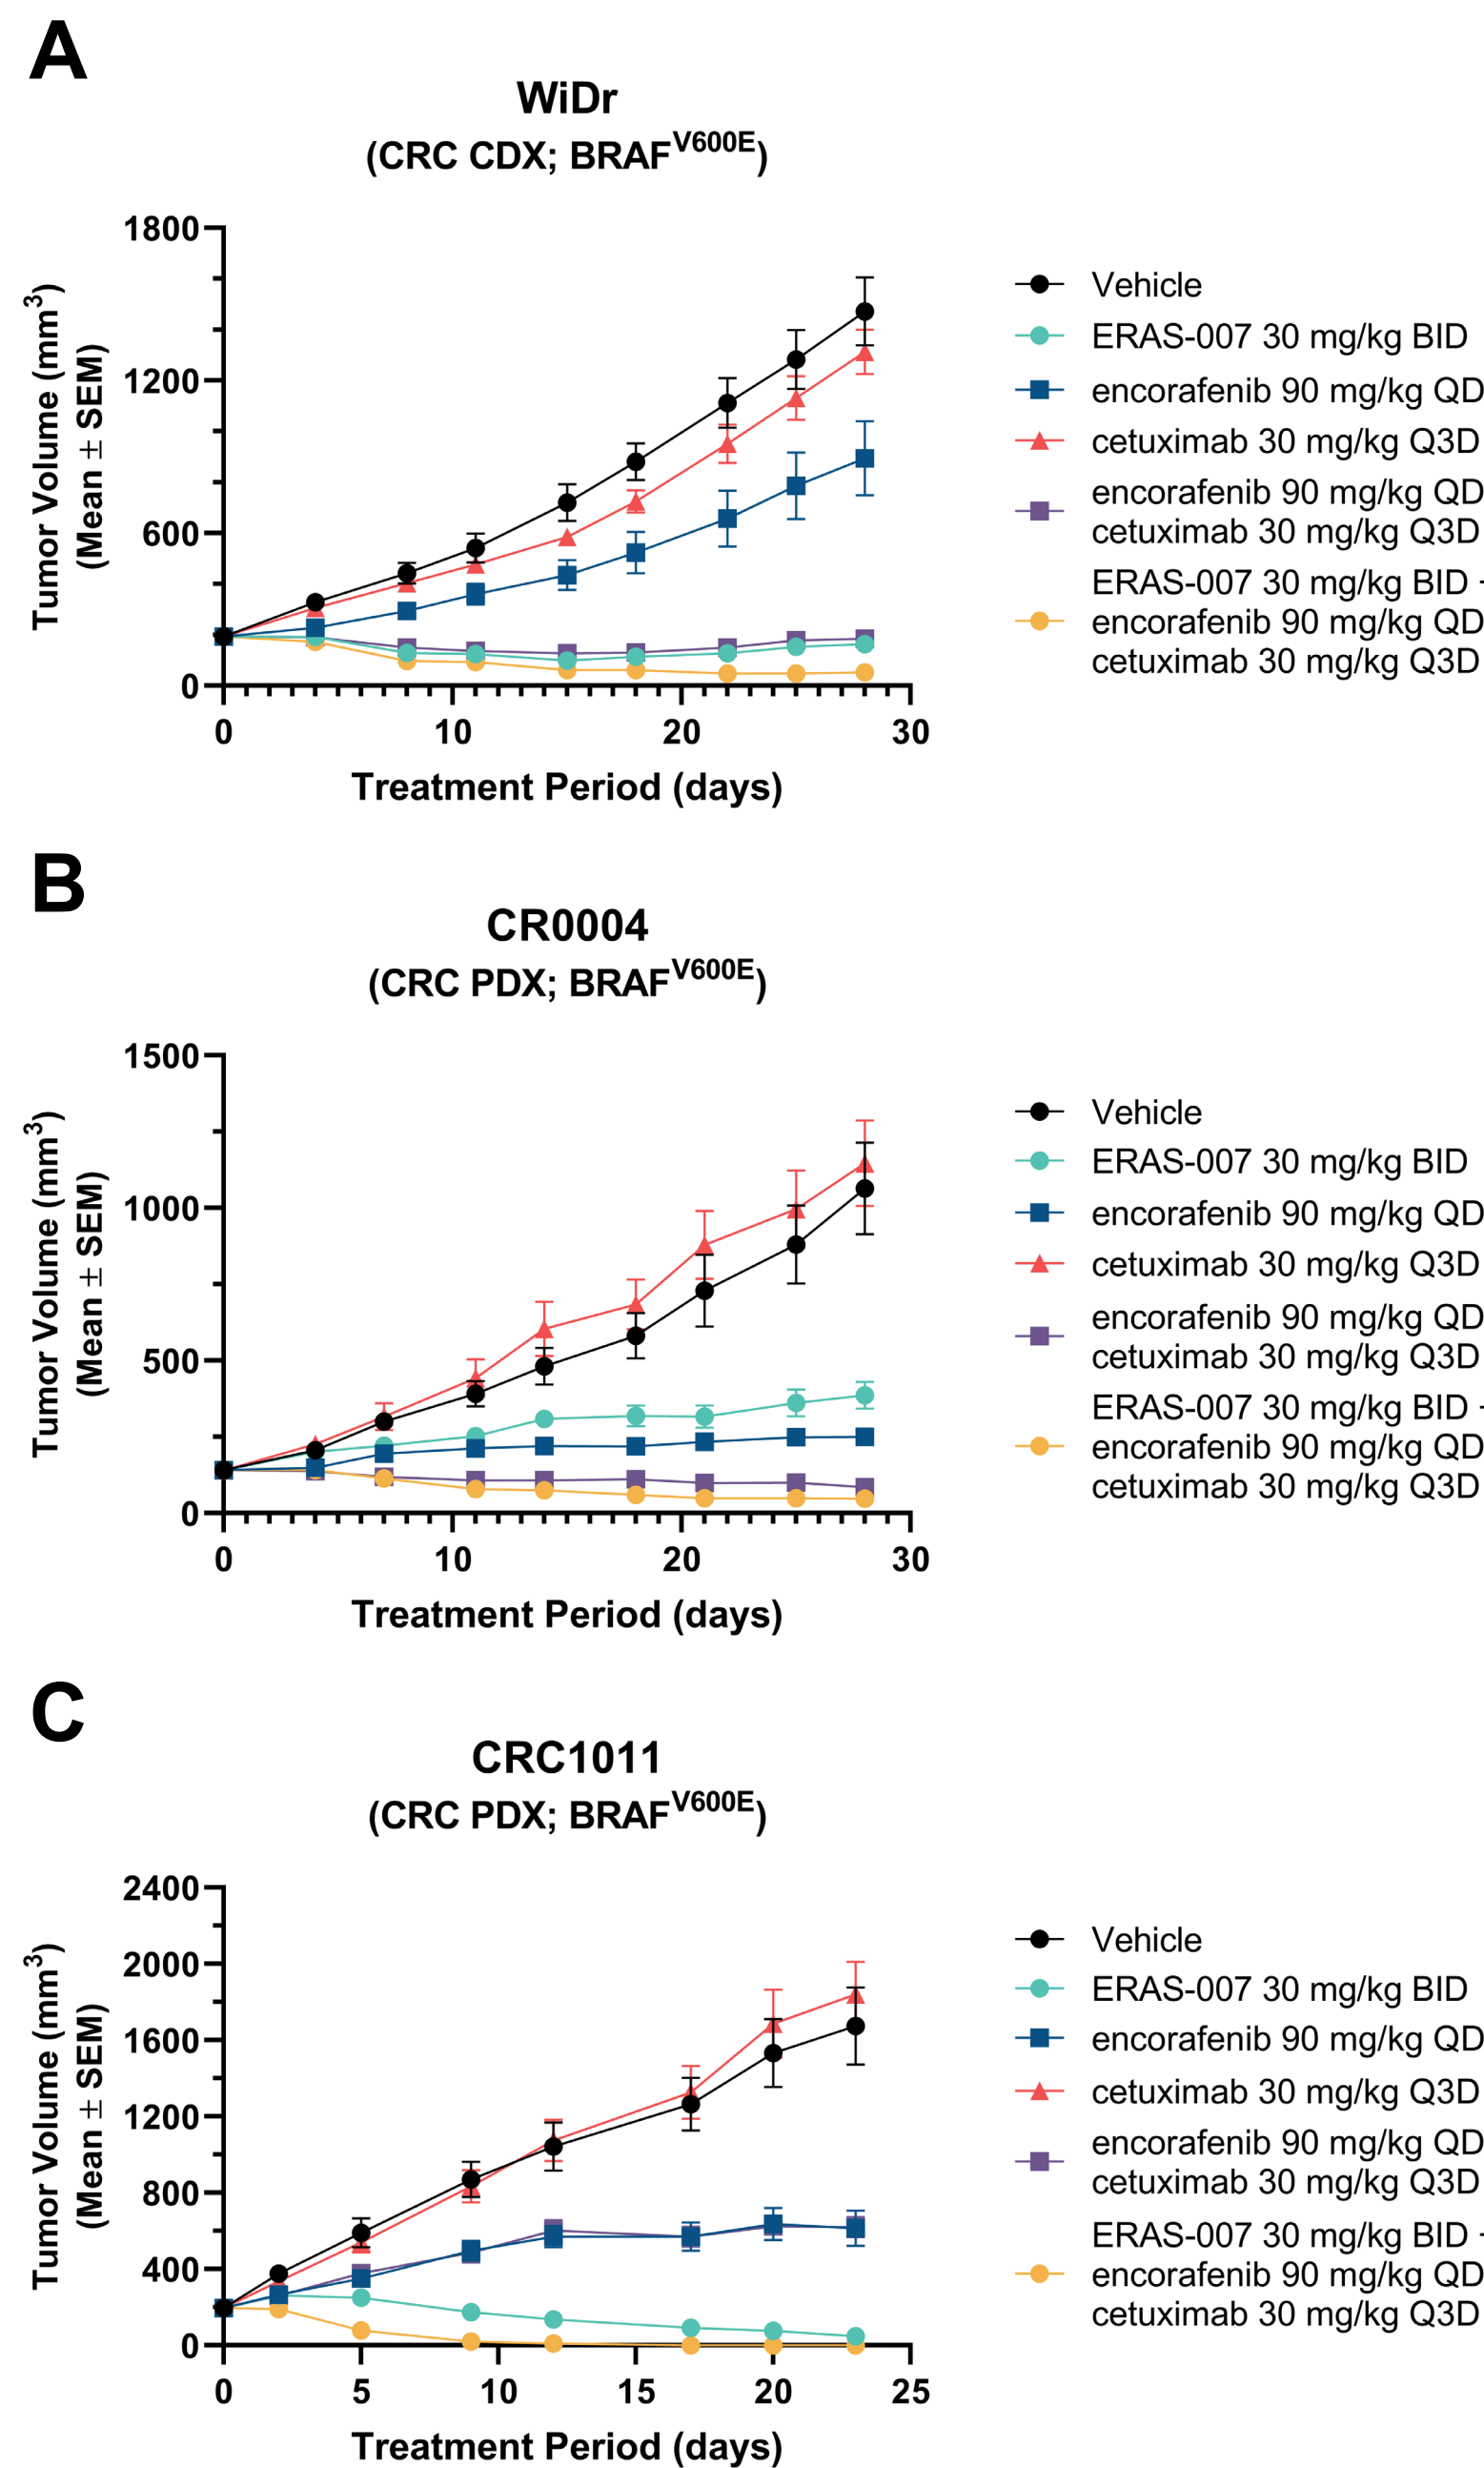 A
WiDr
(CRC CDX; BRAF^V600E)
1800
1200
600
0
0 10 20 30
Tumor Volume (mm³)
(Mean ± SEM)
Treatment Period (days)
Vehicle
ERAS-007 30 mg/kg BID
encorafenib 90 mg/kg QD
cetuximab 30 mg/kg Q3D
encorafenib 90 mg/kg QD
cetuximab 30 mg/kg Q3D
ERAS-007 30 mg/kg BID
encorafenib 90 mg/kg QD
cetuximab 30 mg/kg Q3D
B
CR0004
(CRC PDX; BRAF^V600E)
1500
1000
500
0
0 10 20 30
Tumor Volume (mm³)
(Mean ± SEM)
Treatment Period (days)
Vehicle
ERAS-007 30 mg/kg BID
encorafenib 90 mg/kg QD
cetuximab 30 mg/kg Q3D
encorafenib 90 mg/kg QD
cetuximab 30 mg/kg Q3D
ERAS-007 30 mg/kg BID
encorafenib 90 mg/kg QD
cetuximab 30 mg/kg Q3D
C
CRC1011
(CRC PDX; BRAF^V600E)
2400
2000
1600
1200
800
400
0
0 5 10 15 20 25
Tumor Volume (mm³)
(Mean ± SEM)
Treatment Period (days)
Vehicle
ERAS-007 30 mg/kg BID
encorafenib 90 mg/kg QD
cetuximab 30 mg/kg Q3D
encorafenib 90 mg/kg QD
cetuximab 30 mg/kg Q3D
ERAS-007 30 mg/kg BID
encorafenib 90 mg/kg QD
cetuximab 30 mg/kg Q3D